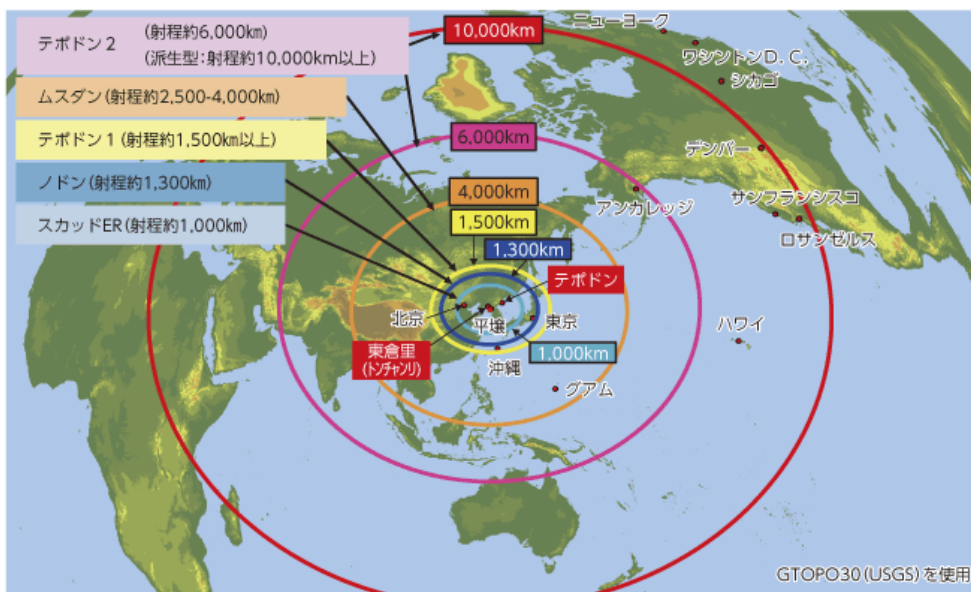 テポドン2 (射程約6,000km)
(派生型:射程約10,000km以上)
ムスダン(射程約2,500-4,000km)
テポドン1(射程約1,500km以上)
ノドン(射程約1,300km)
スカッドER(射程約1,000km)
10,000km
6,000km
4,000km
1,500km
1,300km
1,000km
ニューヨーク
ワシントンD.C.
シカゴ
デンバー
アンカレッジ
サンフランシスコ
ロサンゼルス
テポドン
北京
平壌
東京
ハワイ
東倉里
(トンチャンリ)
沖縄
グアム
GTOPO30(USGS)を使用